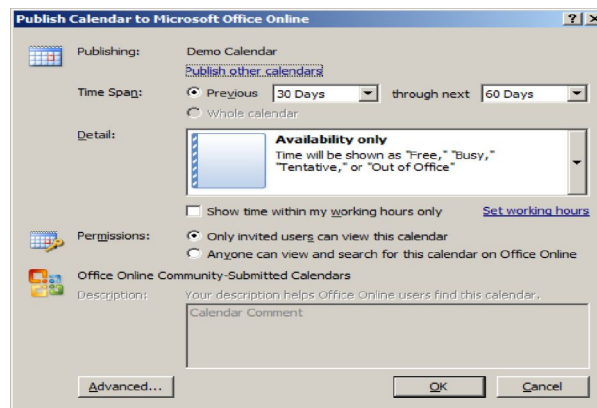 Publish Calendar to Microsoft Office Online
Publishing: Demo Calendar
Publish other calendars
Time Span: Previous 30 Days through next 60 Days
Whole calendar
Detail: Availability only
Time will be shown as "Free," "Busy,"
"Tentative," or "Out of Office"
Show time within my working hours only Set working hours
Permissions: Only invited users can view this calendar
Anyone can view and search for this calendar on Office Online
Office Online Community-Submitted Calendars
Description: Your description helps Office Online users find this calendar.
Calendar Comment
Advanced... OK Cancel